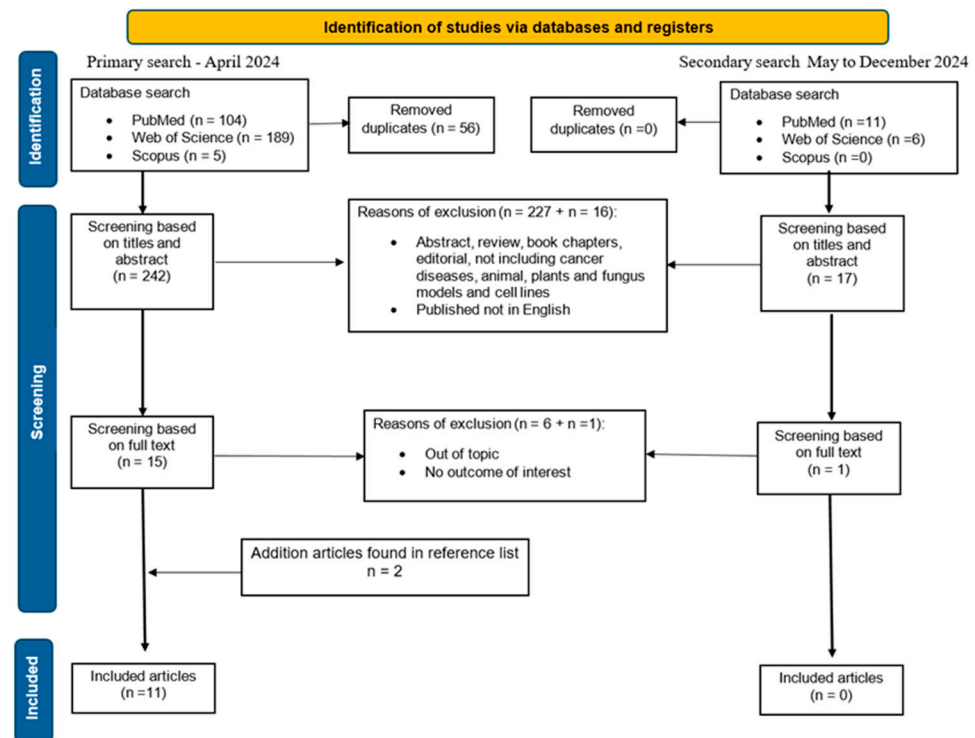 Identification of studies via databases and registers
Primary search - April 2024
Secondary search May to December 2024
Identification
Database search
• PubMed (n = 104)
• Web of Science (n = 189)
• Scopus (n = 5)
Removed
duplicates (n = 56)
Removed
duplicates (n =0)
Database search
• PubMed (n =11)
• Web of Science (n =6)
• Scopus (n =0)
Screening
Screening based
on titles and
abstract
(n = 242)
Reasons of exclusion (n = 227 + n = 16):
• Abstract, review, book chapters,
editorial, not including cancer
diseases, animal, plants and fungus
models and cell lines
• Published not in English
Screening based
on titles and
abstract
(n = 17)
Screening based
on full text
(n = 15)
Reasons of exclusion (n = 6 + n =1):
• Out of topic
• No outcome of interest
Screening based
on full text
(n = 1)
Addition articles found in reference list
n = 2
Included
Included articles
(n =11)
Included articles
(n = 0)